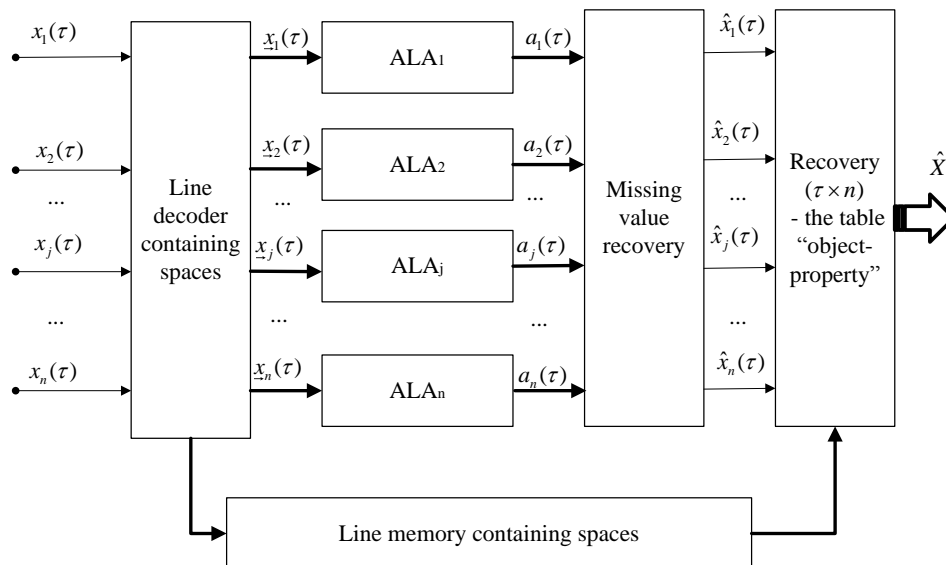 x₁(τ)
x₂(τ)
...
xⱼ(τ)
...
xₙ(τ)
Line
decoder
containing
spaces
x₁(τ)
x₂(τ)
...
xⱼ(τ)
...
xₙ(τ)
ALA₁
ALA₂
ALAⱼ
ALAₙ
a₁(τ)
a₂(τ)
...
aⱼ(τ)
...
aₙ(τ)
Missing
value
recovery
x̂₁(τ)
x̂₂(τ)
...
x̂ⱼ(τ)
...
x̂ₙ(τ)
Recovery
(τ × n)
- the table
“object-
property”
X̂
Line memory containing spaces